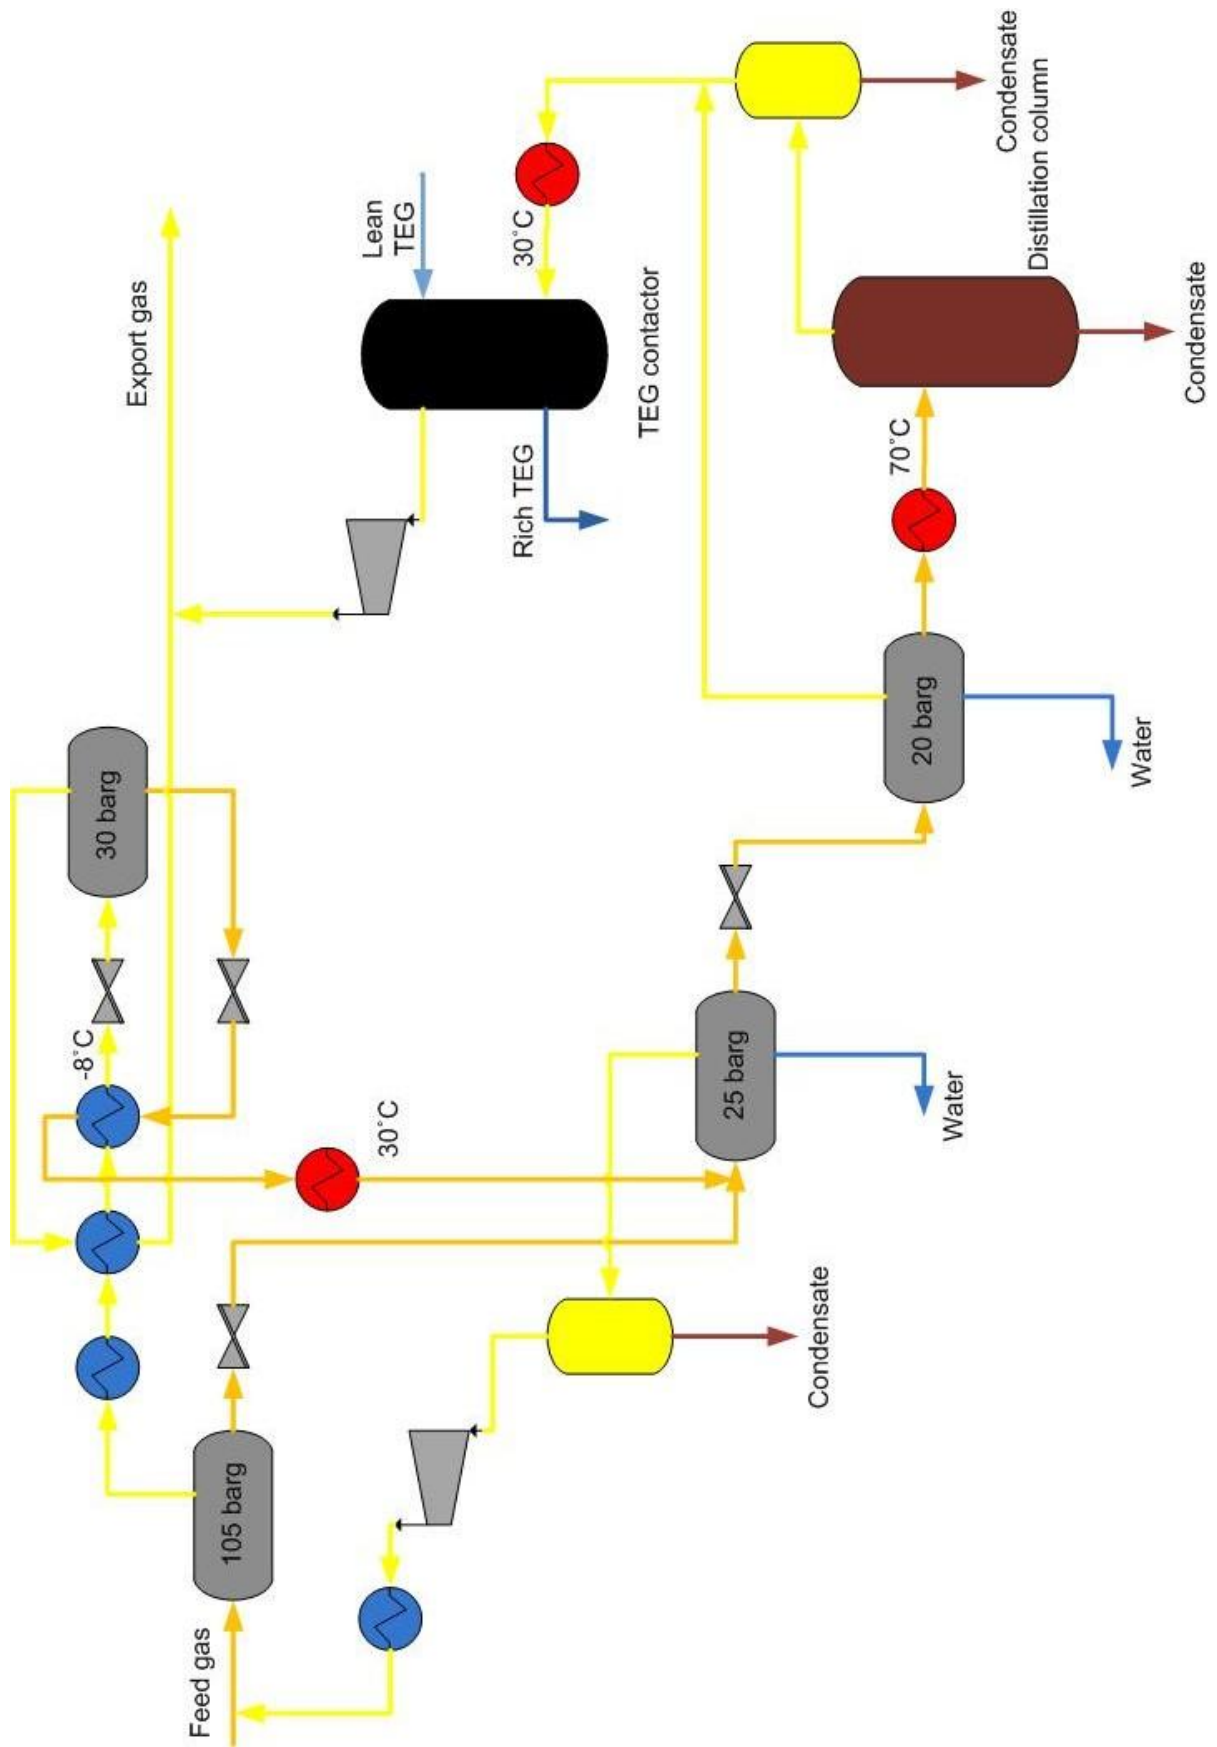 Feed gas
105 barg
-8˚C
30 barg
Export gas
30˚C
Condensate
25 barg
Water
20 barg
Water
70˚C
Distillation column
Condensate
Condensate
30˚C
Lean
TEG
Rich TEG
TEG contactor